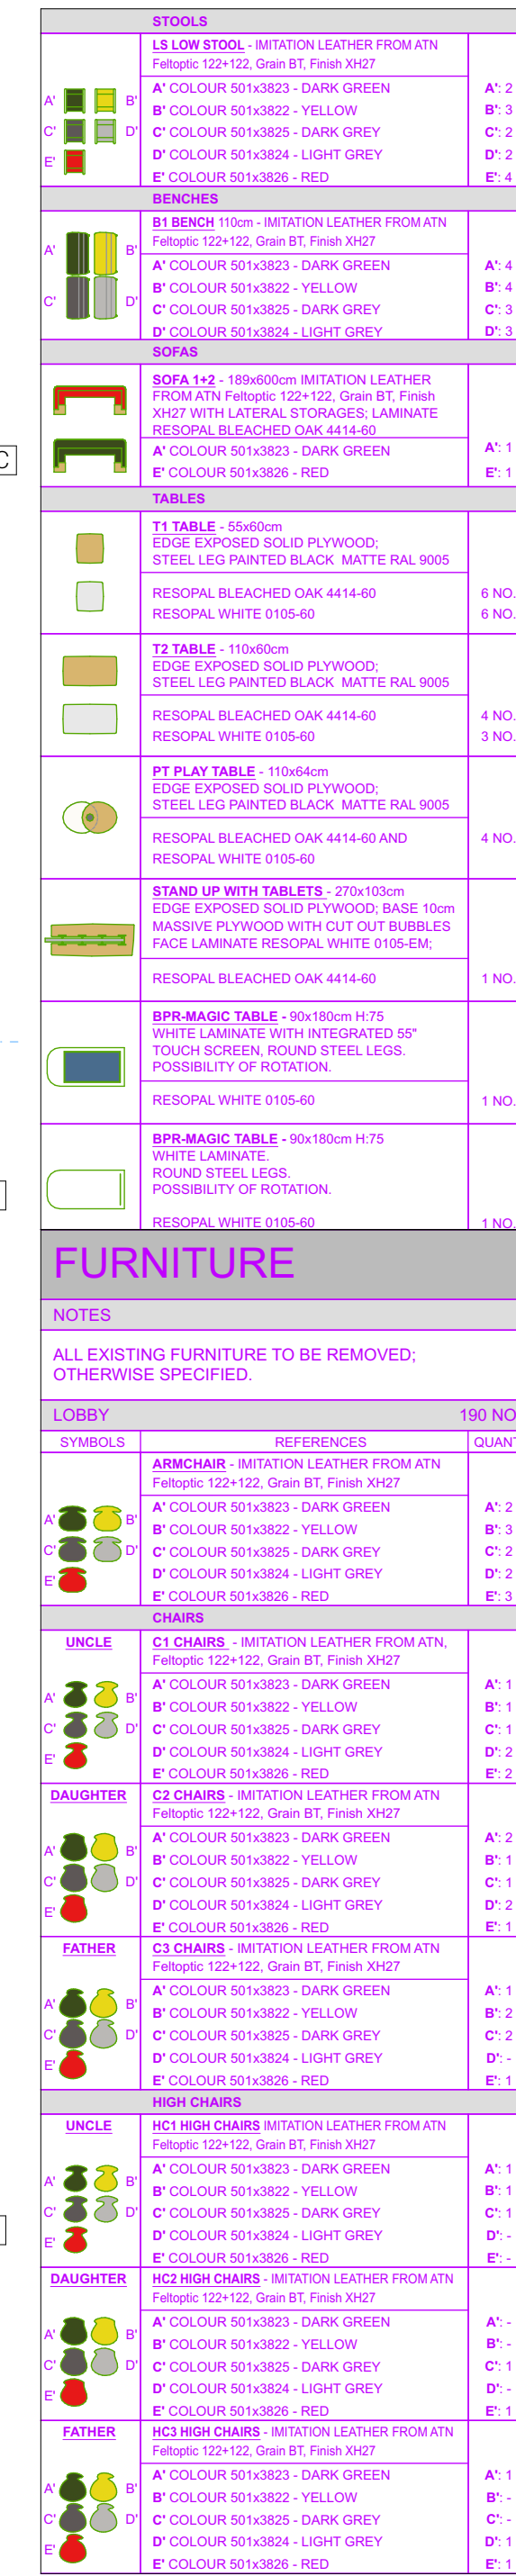 STOOLS
LS LOW STOOL - IMITATION LEATHER FROM ATN
Feltoptic 122+122, Grain BT, Finish XH27
A' B' A' COLOUR 501x3823 - DARK GREEN A': 2
B' COLOUR 501x3822 - YELLOW B': 3
C' D' C' COLOUR 501x3825 - DARK GREY C': 2
D' COLOUR 501x3824 - LIGHT GREY D': 2
E' E' COLOUR 501x3826 - RED E': 4
BENCHES
B1 BENCH 110cm - IMITATION LEATHER FROM ATN
Feltoptic 122+122, Grain BT, Finish XH27
A' B' A' COLOUR 501x3823 - DARK GREEN A': 4
B' COLOUR 501x3822 - YELLOW B': 4
C' D' C' COLOUR 501x3825 - DARK GREY C': 3
D' COLOUR 501x3824 - LIGHT GREY D': 3
SOFAS
SOFA 1+2 - 189x600cm IMITATION LEATHER
FROM ATN Feltoptic 122+122, Grain BT, Finish
XH27 WITH LATERAL STORAGES; LAMINATE
RESOPAL BLEACHED OAK 4414-60
A' COLOUR 501x3823 - DARK GREEN A': 1
C
E' COLOUR 501x3826 - RED E': 1
TABLES
T1 TABLE - 55x60cm
EDGE EXPOSED SOLID PLYWOOD;
STEEL LEG PAINTED BLACK MATTE RAL 9005
RESOPAL BLEACHED OAK 4414-60 6 NO.
RESOPAL WHITE 0105-60 6 NO.
T2 TABLE - 110x60cm
EDGE EXPOSED SOLID PLYWOOD;
STEEL LEG PAINTED BLACK MATTE RAL 9005
RESOPAL BLEACHED OAK 4414-60 4 NO.
RESOPAL WHITE 0105-60 3 NO.
PT PLAY TABLE - 110x64cm
EDGE EXPOSED SOLID PLYWOOD;
STEEL LEG PAINTED BLACK MATTE RAL 9005
RESOPAL BLEACHED OAK 4414-60 AND 4 NO.
RESOPAL WHITE 0105-60
STAND UP WITH TABLETS - 270x103cm
EDGE EXPOSED SOLID PLYWOOD; BASE 10cm
MASSIVE PLYWOOD WITH CUT OUT BUBBLES
FACE LAMINATE RESOPAL WHITE 0105-EM;
RESOPAL BLEACHED OAK 4414-60 1 NO.
BPR-MAGIC TABLE - 90x180cm H:75
WHITE LAMINATE WITH INTEGRATED 55"
TOUCH SCREEN, ROUND STEEL LEGS.
POSSIBILITY OF ROTATION.
RESOPAL WHITE 0105-60 1 NO.
BPR-MAGIC TABLE - 90x180cm H:75
WHITE LAMINATE.
ROUND STEEL LEGS.
POSSIBILITY OF ROTATION.
RESOPAL WHITE 0105-60 1 NO.
FURNITURE
NOTES
ALL EXISTING FURNITURE TO BE REMOVED;
OTHERWISE SPECIFIED.
LOBBY 190 NO
SYMBOLS REFERENCES QUANT
ARMCHAIR - IMITATION LEATHER FROM ATN
Feltoptic 122+122, Grain BT, Finish XH27
A' B' A' COLOUR 501x3823 - DARK GREEN A': 2
B' COLOUR 501x3822 - YELLOW B': 3
C' D' C' COLOUR 501x3825 - DARK GREY C': 2
D' COLOUR 501x3824 - LIGHT GREY D': 2
E' E' COLOUR 501x3826 - RED E': 3
CHAIRS
UNCLE C1 CHAIRS - IMITATION LEATHER FROM ATN,
Feltoptic 122+122, Grain BT, Finish XH27
A' B' A' COLOUR 501x3823 - DARK GREEN A': 1
B' COLOUR 501x3822 - YELLOW B': 1
C' D' C' COLOUR 501x3825 - DARK GREY C': 1
D' COLOUR 501x3824 - LIGHT GREY D': 2
E' E' COLOUR 501x3826 - RED E': 2
DAUGHTER C2 CHAIRS - IMITATION LEATHER FROM ATN
Feltoptic 122+122, Grain BT, Finish XH27
A' B' A' COLOUR 501x3823 - DARK GREEN A': 2
B' COLOUR 501x3822 - YELLOW B': 1
C' D' C' COLOUR 501x3825 - DARK GREY C': 1
D' COLOUR 501x3824 - LIGHT GREY D': 2
E' E' COLOUR 501x3826 - RED E': 1
FATHER C3 CHAIRS - IMITATION LEATHER FROM ATN
Feltoptic 122+122, Grain BT, Finish XH27
A' B' A' COLOUR 501x3823 - DARK GREEN A': 1
B' COLOUR 501x3822 - YELLOW B': 2
C' D' C' COLOUR 501x3825 - DARK GREY C': 2
D' COLOUR 501x3824 - LIGHT GREY D': -
E' E' COLOUR 501x3826 - RED E': 1
HIGH CHAIRS
UNCLE HC1 HIGH CHAIRS IMITATION LEATHER FROM ATN
Feltoptic 122+122, Grain BT, Finish XH27
A' B' A' COLOUR 501x3823 - DARK GREEN A': 1
B' COLOUR 501x3822 - YELLOW B': 1
C' D' C' COLOUR 501x3825 - DARK GREY C': 1
D' COLOUR 501x3824 - LIGHT GREY D': -
E' E' COLOUR 501x3826 - RED E': -
DAUGHTER HC2 HIGH CHAIRS - IMITATION LEATHER FROM ATN
Feltoptic 122+122, Grain BT, Finish XH27
A' B' A' COLOUR 501x3823 - DARK GREEN A': -
B' COLOUR 501x3822 - YELLOW B': -
C' D' C' COLOUR 501x3825 - DARK GREY C': 1
D' COLOUR 501x3824 - LIGHT GREY D': -
E' E' COLOUR 501x3826 - RED E': 1
FATHER HC3 HIGH CHAIRS - IMITATION LEATHER FROM ATN
Feltoptic 122+122, Grain BT, Finish XH27
A' B' A' COLOUR 501x3823 - DARK GREEN A': 1
B' COLOUR 501x3822 - YELLOW B': -
C' D' C' COLOUR 501x3825 - DARK GREY C': -
D' COLOUR 501x3824 - LIGHT GREY D': 1
E' E' COLOUR 501x3826 - RED E': 1